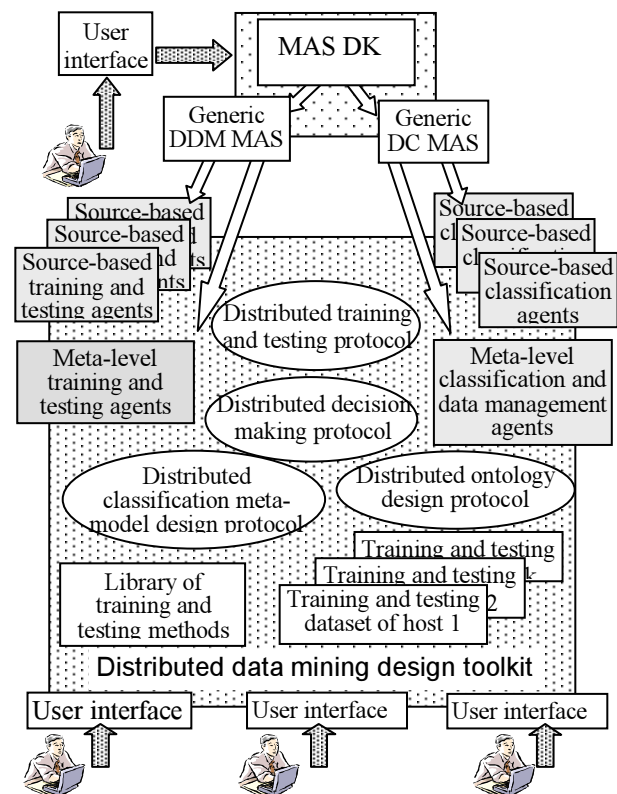 User
interface
MAS DK
Generic
DDM MAS
Generic
DC MAS
Source-based
Source-based
Source-based
training and
testing agents
Source-based
Source-based
Source-based
classification
agents
Distributed training
and testing protocol
Meta-level
training and
testing agents
Meta-level
classification and
data management
agents
Distributed decision
making protocol
Distributed
classification meta-
model design protocol
Distributed ontology
design protocol
Training and testing
Training and testing
2
Training and testing
dataset of host 1
Library of
training and
testing methods
Distributed data mining design toolkit
User interface
User interface
User interface